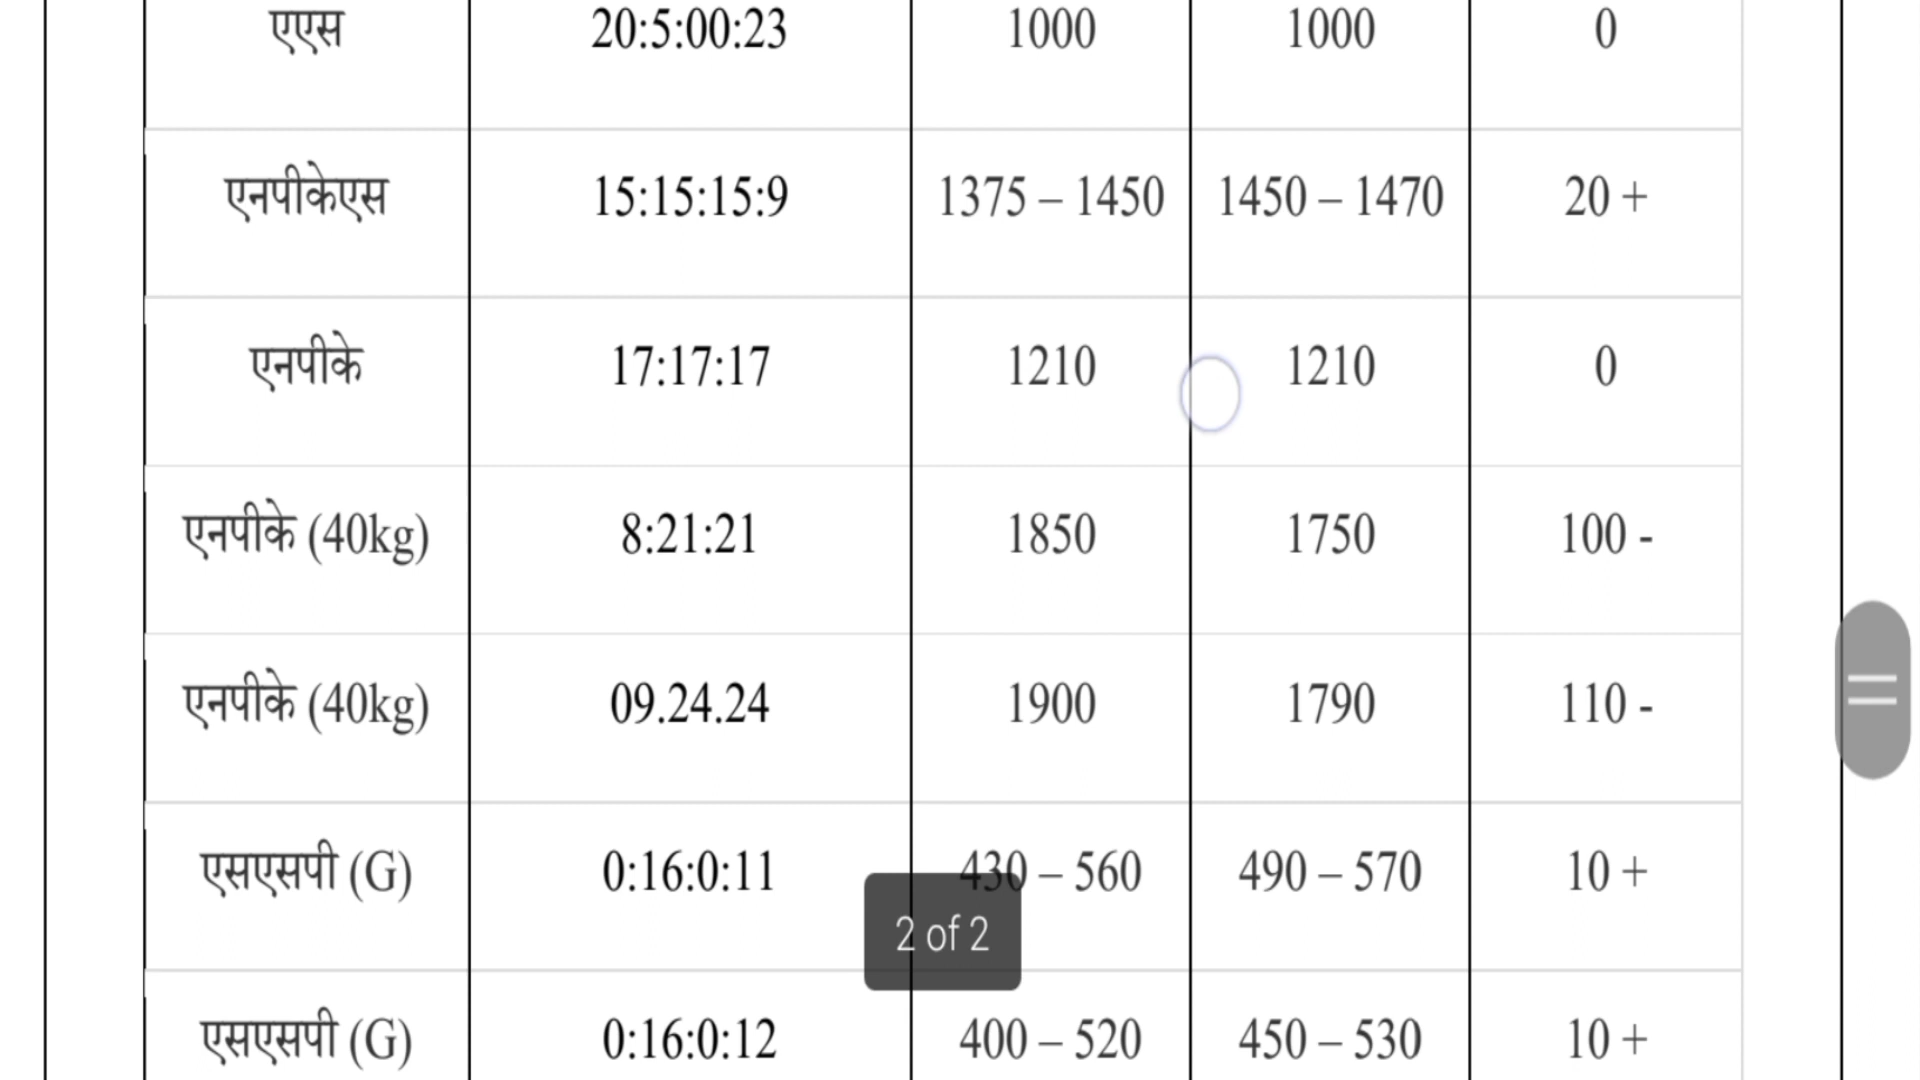 एएस 20:5:00:23 1000 1000 0
एनपीकेएस 15:15:15:9 1375 – 1450 1450 – 1470 20 +
एनपीके 17:17:17 1210 1210 0
एनपीके (40kg) 8:21:21 1850 1750 100 -
एनपीके (40kg) 09.24.24 1900 1790 110 -
एसएसपी (G) 0:16:0:11 430 – 560 490 – 570 10 +
2 of 2
एसएसपी (G) 0:16:0:12 400 – 520 450 – 530 10 +